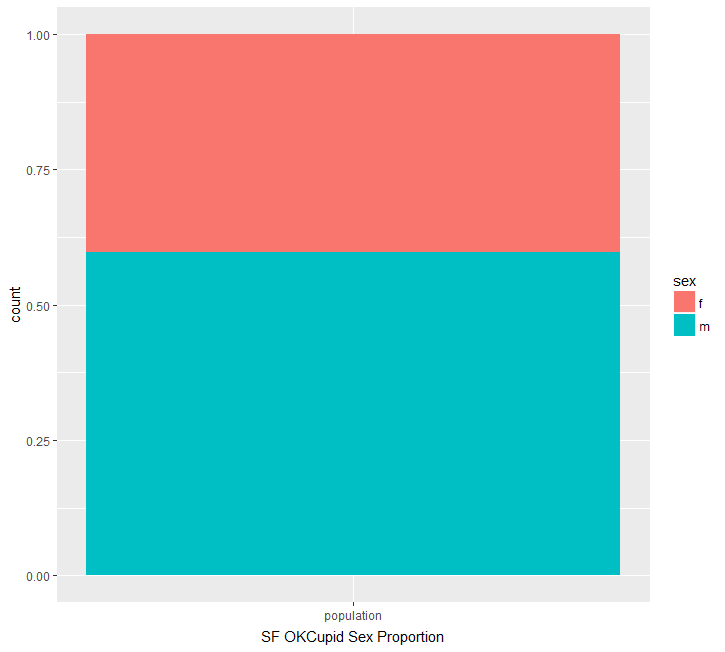 1.00
0.75
0.50
0.25
0.00
count
population
SF OKCupid Sex Proportion
sex
f
m